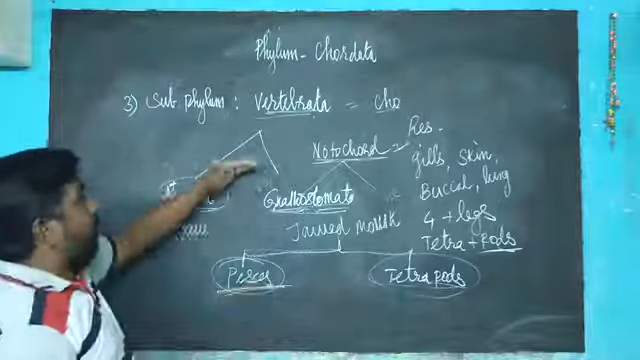 Phylum - Chordata
3) Sub phylum : Vertebrata = cho
Notochord - Res-
gills, Skin,
Buccal, lung
Gnathostomata
Jawed mouth
4 + legs
Tetra + Pods
Pisces
Tetra pods